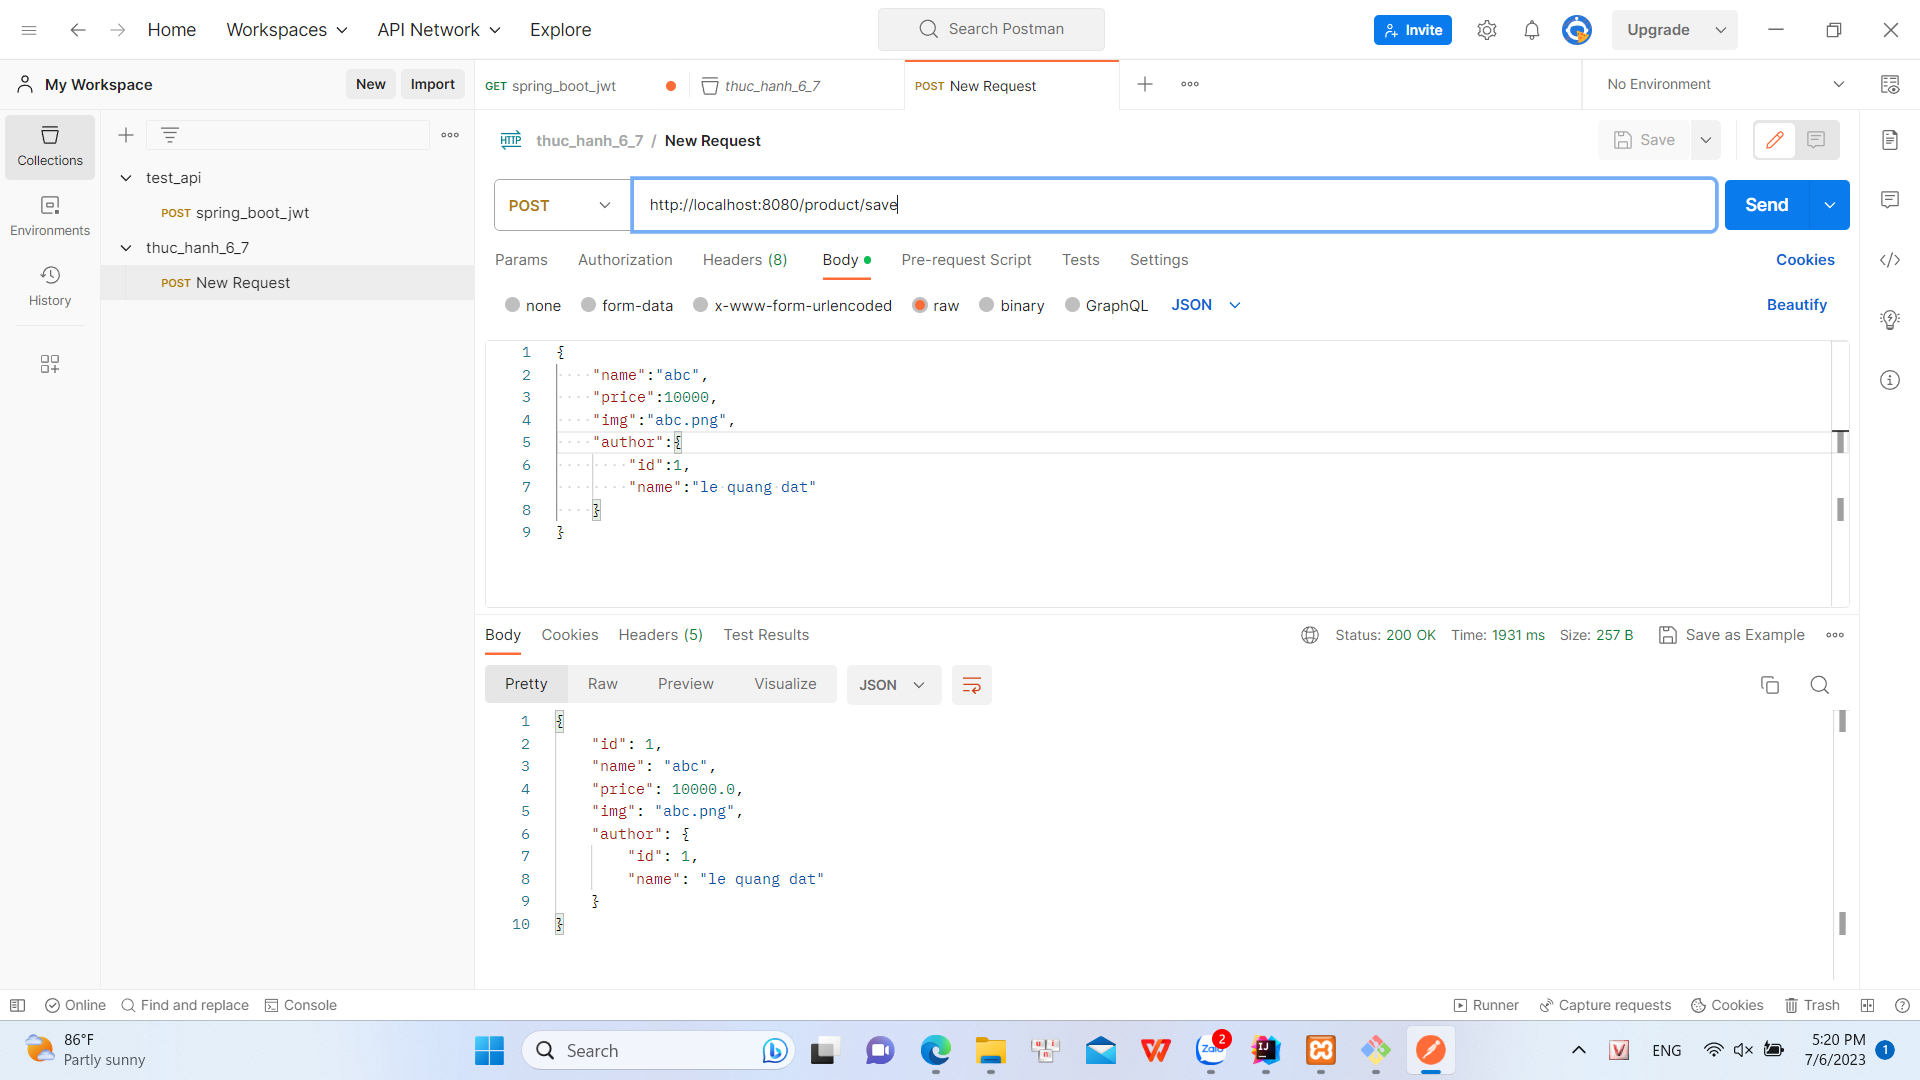 Home Workspaces API Network Explore Search Postman Invite Upgrade
My Workspace New Import GET spring_boot_jwt thuc_hanh_6_7 POST New Request No Environment
Collections
Environments
History
test_api
POST spring_boot_jwt
thuc_hanh_6_7
POST New Request
HTTP thuc_hanh_6_7 / New Request Save
POST http://localhost:8080/product/save Send
Params Authorization Headers (8) Body Pre-request Script Tests Settings Cookies
none form-data x-www-form-urlencoded raw binary GraphQL JSON Beautify
1 {
2 "name":"abc",
3 "price":10000,
4 "img":"abc.png",
5 "author":{
6 "id":1,
7 "name":"le quang dat"
8 }
9 }
Body Cookies Headers (5) Test Results Status: 200 OK Time: 1931 ms Size: 257 B Save as Example
Pretty Raw Preview Visualize JSON
1 {
2 "id": 1,
3 "name": "abc",
4 "price": 10000.0,
5 "img": "abc.png",
6 "author": {
7 "id": 1,
8 "name": "le quang dat"
9 }
10 }
Online Find and replace Console Runner Capture requests Cookies Trash
86°F
Partly sunny
Search
Zalo 2
IJ
V ENG
5:20 PM
7/6/2023 1